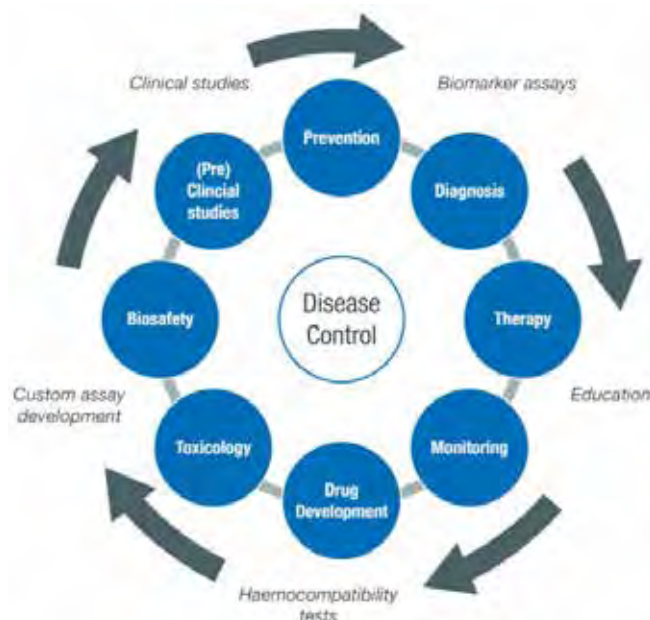 Clinical studies
Biomarker assays
Prevention
(Pre)
Clincial
studies
Diagnosis
Biosafety
Disease
Control
Therapy
Custom assay
development
Education
Toxicology
Monitoring
Drug
Development
Haemocompatibility
tests